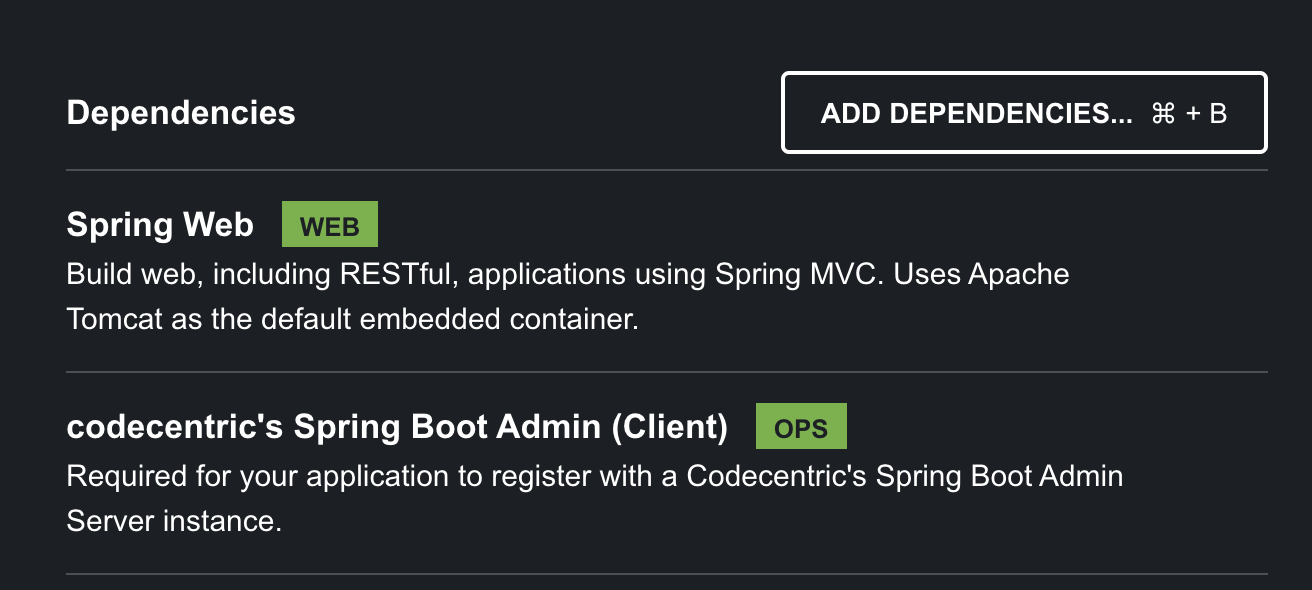 Dependencies
ADD DEPENDENCIES... ⌘ + B
Spring Web WEB
Build web, including RESTful, applications using Spring MVC. Uses Apache
Tomcat as the default embedded container.
codecentric's Spring Boot Admin (Client) OPS
Required for your application to register with a Codecentric's Spring Boot Admin
Server instance.